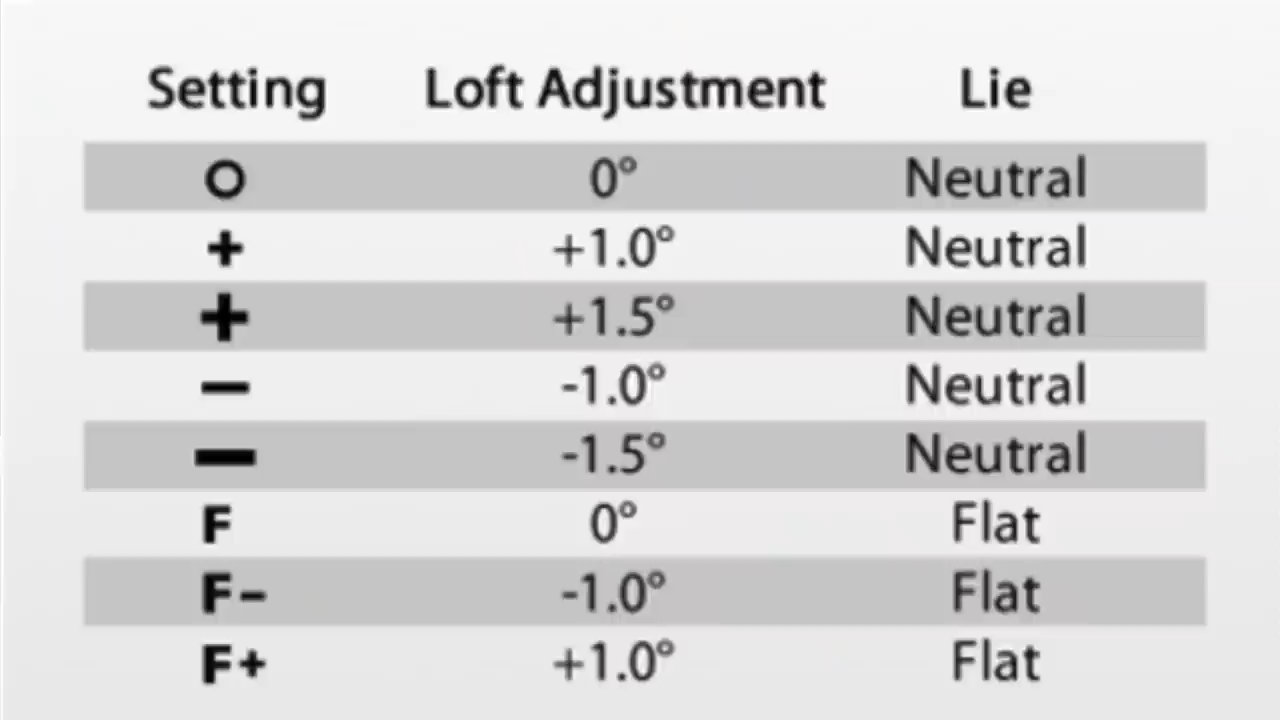 Setting Loft Adjustment Lie
O 0° Neutral
+ +1.0° Neutral
+ +1.5° Neutral
- -1.0° Neutral
- -1.5° Neutral
F 0° Flat
F- -1.0° Flat
F+ +1.0° Flat